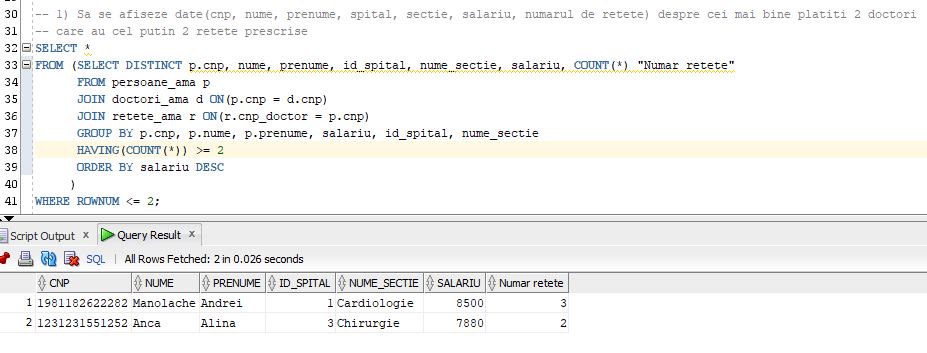 30 -- 1) Sa se afiseze date(cnp, nume, prenume, spital, sectie, salariu, numarul de retete) despre cei mai bine platiti 2 doctori
31 -- care au cel putin 2 retete prescrise
32 SELECT *
33 FROM (SELECT DISTINCT p.cnp, nume, prenume, id_spital, nume_sectie, salariu, COUNT(*) "Numar retete"
34 FROM persoane_ama p
35 JOIN doctori_ama d ON(p.cnp = d.cnp)
36 JOIN retete_ama r ON(r.cnp_doctor = p.cnp)
37 GROUP BY p.cnp, p.nume, p.prenume, salariu, id_spital, nume_sectie
38 HAVING(COUNT(*)) >= 2
39 ORDER BY salariu DESC
40 )
41 WHERE ROWNUM <= 2;
Script Output x Query Result x
SQL | All Rows Fetched: 2 in 0.026 seconds
CNP NUME PRENUME ID_SPITAL NUME_SECTIE SALARIU Numar retete
1 1981182622282 Manolache Andrei 1 Cardiologie 8500 3
2 1231231551252 Anca Alina 3 Chirurgie 7880 2